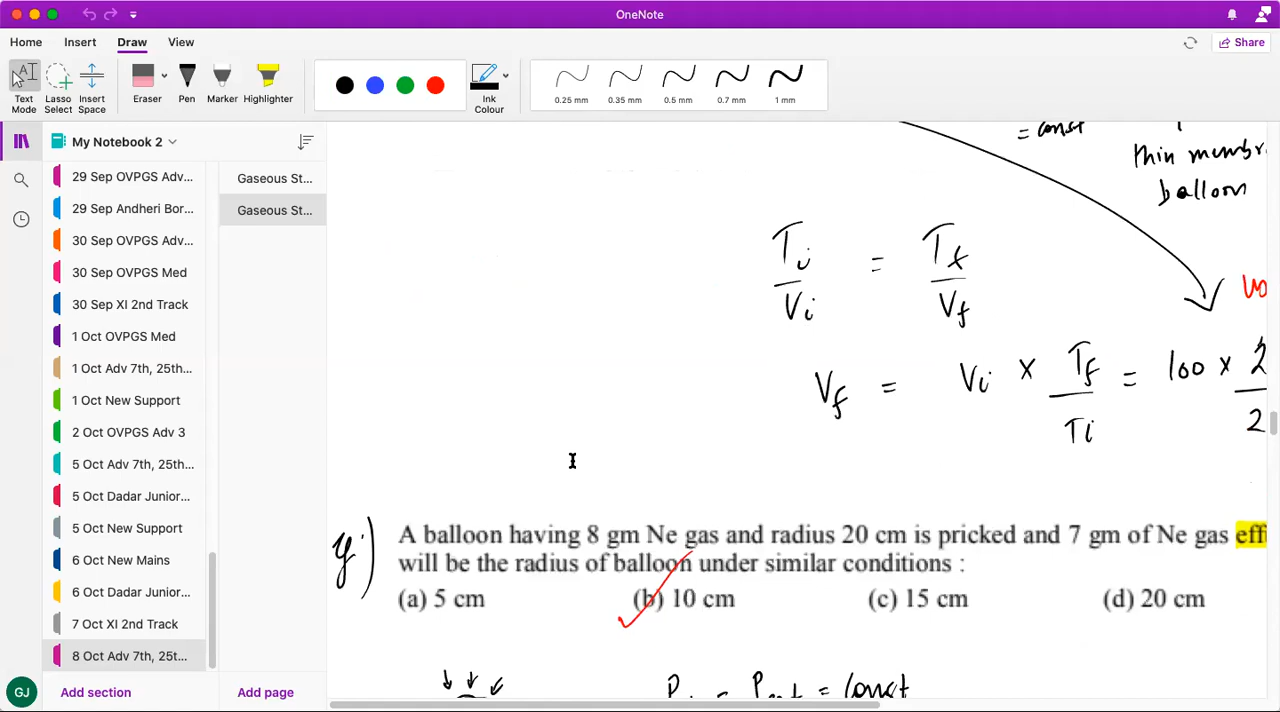 OneNote
Home Insert Draw View
Share
Text Mode
Lasso Select
Insert Space
Eraser
Pen
Marker
Highlighter
Ink Colour
0.25 mm
0.35 mm
0.5 mm
0.7 mm
1 mm
My Notebook 2
29 Sep OVPGS Adv...
29 Sep Andheri Bor...
30 Sep OVPGS Adv...
30 Sep OVPGS Med
30 Sep XI 2nd Track
1 Oct OVPGS Med
1 Oct Adv 7th, 25th...
1 Oct New Support
2 Oct OVPGS Adv 3
5 Oct Adv 7th, 25th...
5 Oct Dadar Junior...
5 Oct New Support
6 Oct New Mains
6 Oct Dadar Junior...
7 Oct XI 2nd Track
8 Oct Adv 7th, 25t...
GJ
Add section
Gaseous St...
Gaseous St...
Add page
= const
thin membr
balloon
Ti/Vi = Tf/Vf
Vf = Vi × Tf/Ti = 100 × 2/2
A balloon having 8 gm Ne gas and radius 20 cm is pricked and 7 gm of Ne gas eff
will be the radius of balloon under similar conditions :
(a) 5 cm (b) 10 cm (c) 15 cm (d) 20 cm
= const